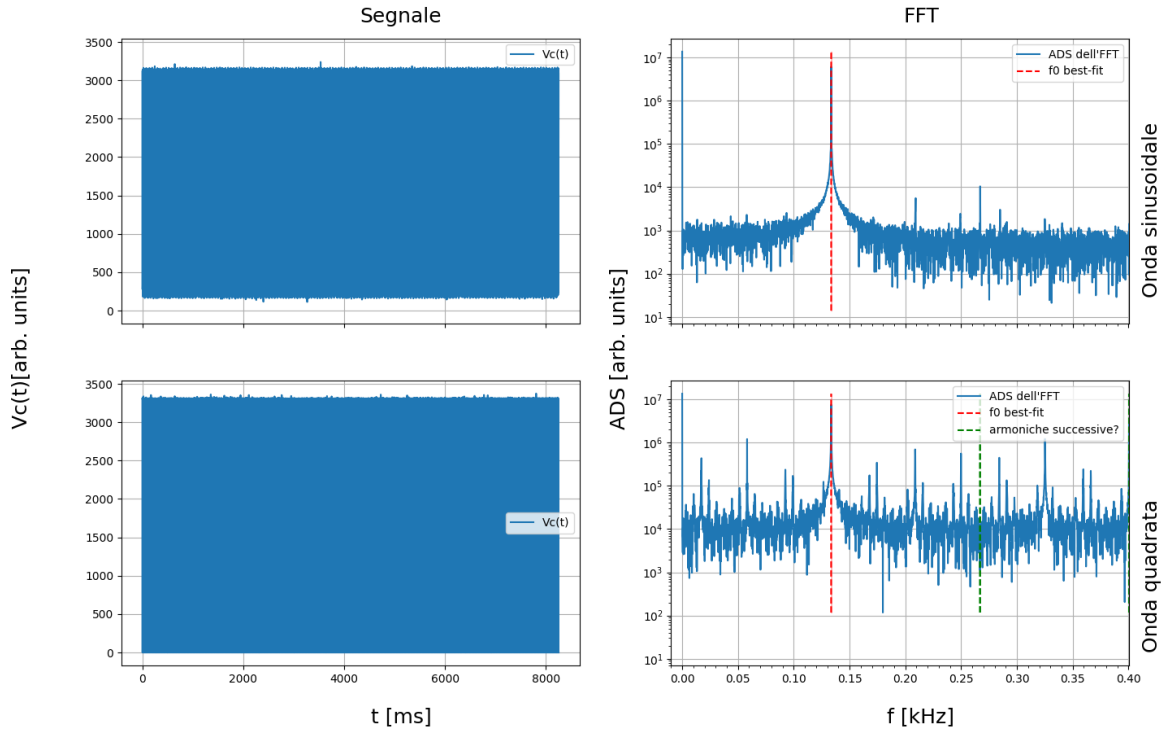 Segnale
FFT
3500
3000
2500
2000
1500
1000
500
0
Vc(t)
10^7
10^6
10^5
10^4
10^3
10^2
10^1
ADS dell'FFT
f0 best-fit
Onda sinusoidale
Vc(t)[arb. units]
ADS [arb. units]
3500
3000
2500
2000
1500
1000
500
0
Vc(t)
0
2000
4000
6000
8000
t [ms]
10^7
10^6
10^5
10^4
10^3
10^2
10^1
ADS dell'FFT
f0 best-fit
armoniche successive?
0.00
0.05
0.10
0.15
0.20
0.25
0.30
0.35
0.40
f [kHz]
Onda quadrata